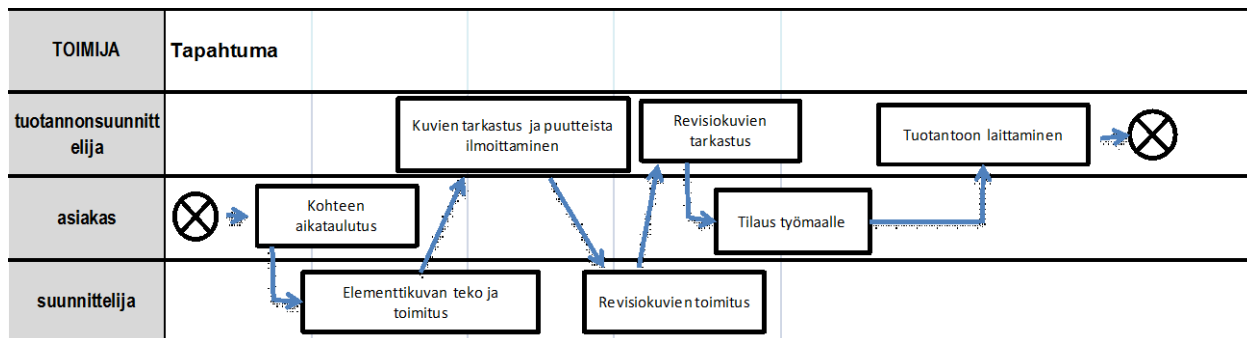 TOIMIJA
Tapahtuma
tuotannonsuunnitt
elija
Kuvien tarkastus ja puutteista
ilmoittaminen
Revisiokuvien
tarkastus
Tuotantoon laittaminen
asiakas
Kohteen
aikataulutus
Tilaus työmaalle
suunnittelija
Elementtikuvan teko ja
toimitus
Revisiokuvien toimitus